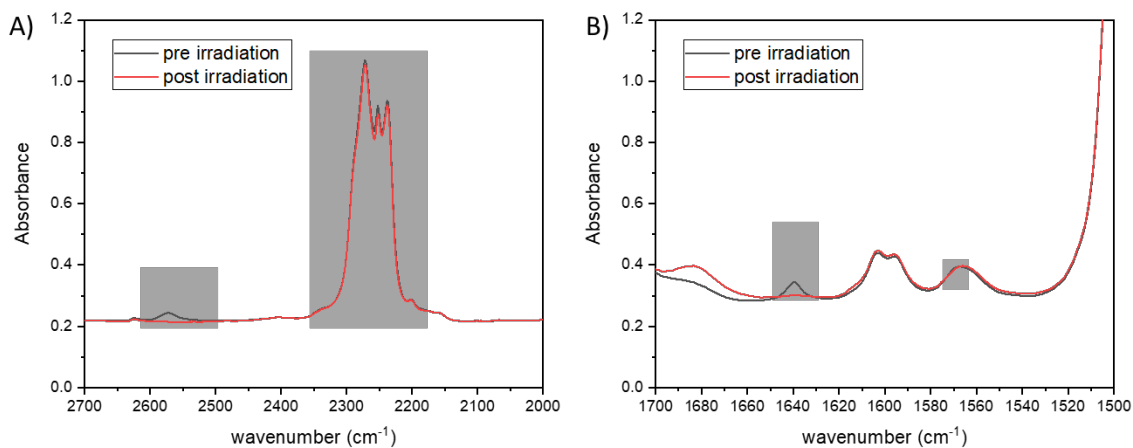 A)
1.2
1.0
0.8
0.6
0.4
0.2
0.0
Absorbance
pre irradiation
post irradiation
2700 2600 2500 2400 2300 2200 2100 2000
wavenumber (cm⁻¹)
B)
1.2
1.0
0.8
0.6
0.4
0.2
0.0
Absorbance
pre irradiation
post irradiation
1700 1680 1660 1640 1620 1600 1580 1560 1540 1520 1500
wavenumber (cm⁻¹)